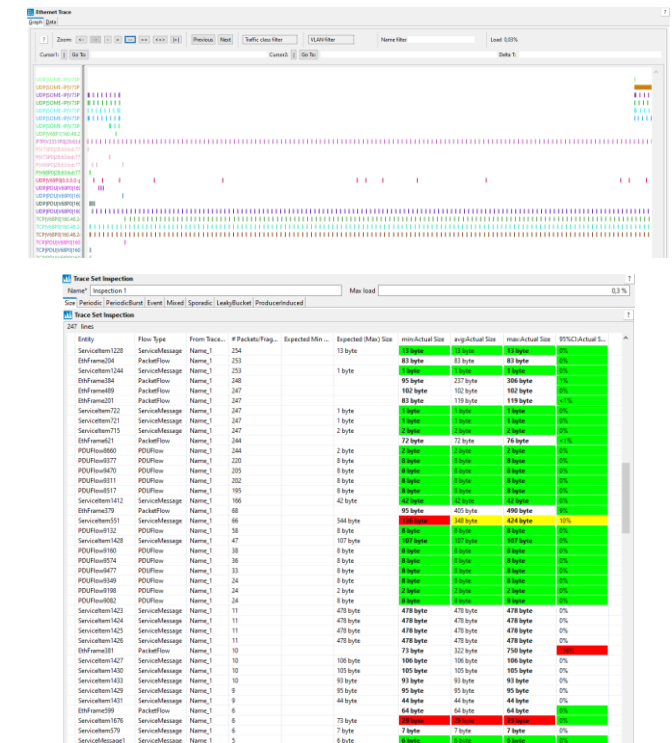 Ethernet Trace
?
Graph Data
? Zoom: Previous Next Traffic class filter VLAN filter Name filter Load 0,03%
Cursor1: Go To: Cursor2: Go To: Delta T:
Trace Set Inspection ?
Name* Inspection 1 Max load 0,3 %
Size Periodic PeriodicBurst Event Mixed Sporadic LeakyBucket ProducerInduced
Trace Set Inspection ?
247 lines
Entity Flow Type From Trace... # Packets/Frag... Expected Min ... Expected (Max) Size min:Actual Size avg:Actual Size max:Actual Size 95%CI:Actual S...
ServiceItem1228 ServiceMessage Name_1 254 13 byte 13 byte 13 byte 13 byte 0%
EthFrame204 PacketFlow Name_1 253 83 byte 83 byte 83 byte 0%
ServiceItem1244 ServiceMessage Name_1 253 1 byte 1 byte 1 byte 1 byte 0%
EthFrame384 PacketFlow Name_1 248 95 byte 237 byte 306 byte 1%
EthFrame489 PacketFlow Name_1 247 102 byte 102 byte 102 byte 0%
EthFrame201 PacketFlow Name_1 247 83 byte 119 byte 119 byte <1%
ServiceItem722 ServiceMessage Name_1 247 1 byte 1 byte 1 byte 1 byte 0%
ServiceItem721 ServiceMessage Name_1 247 1 byte 1 byte 1 byte 1 byte 0%
ServiceItem715 ServiceMessage Name_1 247 2 byte 2 byte 2 byte 2 byte 0%
EthFrame621 PacketFlow Name_1 244 72 byte 72 byte 76 byte <1%
PDUFlow8660 PDUFlow Name_1 244 2 byte 2 byte 2 byte 2 byte 0%
PDUFlow9377 PDUFlow Name_1 220 8 byte 8 byte 8 byte 8 byte 0%
PDUFlow9470 PDUFlow Name_1 205 8 byte 8 byte 8 byte 8 byte 0%
PDUFlow9311 PDUFlow Name_1 202 8 byte 8 byte 8 byte 8 byte 0%
PDUFlow8517 PDUFlow Name_1 195 8 byte 8 byte 8 byte 8 byte 0%
ServiceItem1412 ServiceMessage Name_1 166 42 byte 42 byte 42 byte 42 byte 0%
EthFrame379 PacketFlow Name_1 68 95 byte 405 byte 490 byte 9%
ServiceItem551 ServiceMessage Name_1 66 544 byte 348 byte 424 byte 10%
PDUFlow9132 PDUFlow Name_1 58 8 byte 8 byte 8 byte 8 byte 0%
ServiceItem1428 ServiceMessage Name_1 47 107 byte 107 byte 107 byte 107 byte 0%
PDUFlow9160 PDUFlow Name_1 38 8 byte 8 byte 8 byte 8 byte 0%
PDUFlow9574 PDUFlow Name_1 36 8 byte 8 byte 8 byte 8 byte 0%
PDUFlow9477 PDUFlow Name_1 33 8 byte 8 byte 8 byte 8 byte 0%
PDUFlow9349 PDUFlow Name_1 24 8 byte 8 byte 8 byte 8 byte 0%
PDUFlow9198 PDUFlow Name_1 24 2 byte 2 byte 2 byte 2 byte 0%
PDUFlow9082 PDUFlow Name_1 24 8 byte 8 byte 8 byte 8 byte 0%
ServiceItem1423 ServiceMessage Name_1 11 478 byte 478 byte 478 byte 478 byte 0%
ServiceItem1424 ServiceMessage Name_1 11 478 byte 478 byte 478 byte 478 byte 0%
ServiceItem1425 ServiceMessage Name_1 11 478 byte 478 byte 478 byte 478 byte 0%
ServiceItem1426 ServiceMessage Name_1 11 478 byte 478 byte 478 byte 478 byte 0%
EthFrame381 PacketFlow Name_1 10 73 byte 322 byte 750 byte
ServiceItem1427 ServiceMessage Name_1 10 106 byte 106 byte 106 byte 106 byte 0%
ServiceItem1430 ServiceMessage Name_1 10 105 byte 105 byte 105 byte 105 byte 0%
ServiceItem1433 ServiceMessage Name_1 10 93 byte 93 byte 93 byte 93 byte 0%
ServiceItem1429 ServiceMessage Name_1 9 95 byte 95 byte 95 byte 95 byte 0%
ServiceItem1431 ServiceMessage Name_1 9 44 byte 44 byte 44 byte 44 byte 0%
EthFrame599 PacketFlow Name_1 6 64 byte 64 byte 64 byte 0%
ServiceItem1676 ServiceMessage Name_1 6 73 byte 29 byte 29 byte 29 byte 0%
ServiceItem579 ServiceMessage Name_1 6 7 byte 7 byte 7 byte 7 byte 0%
ServiceMessage1 ServiceMessage Name_1 5 6 byte 6 byte 6 byte 6 byte 0%